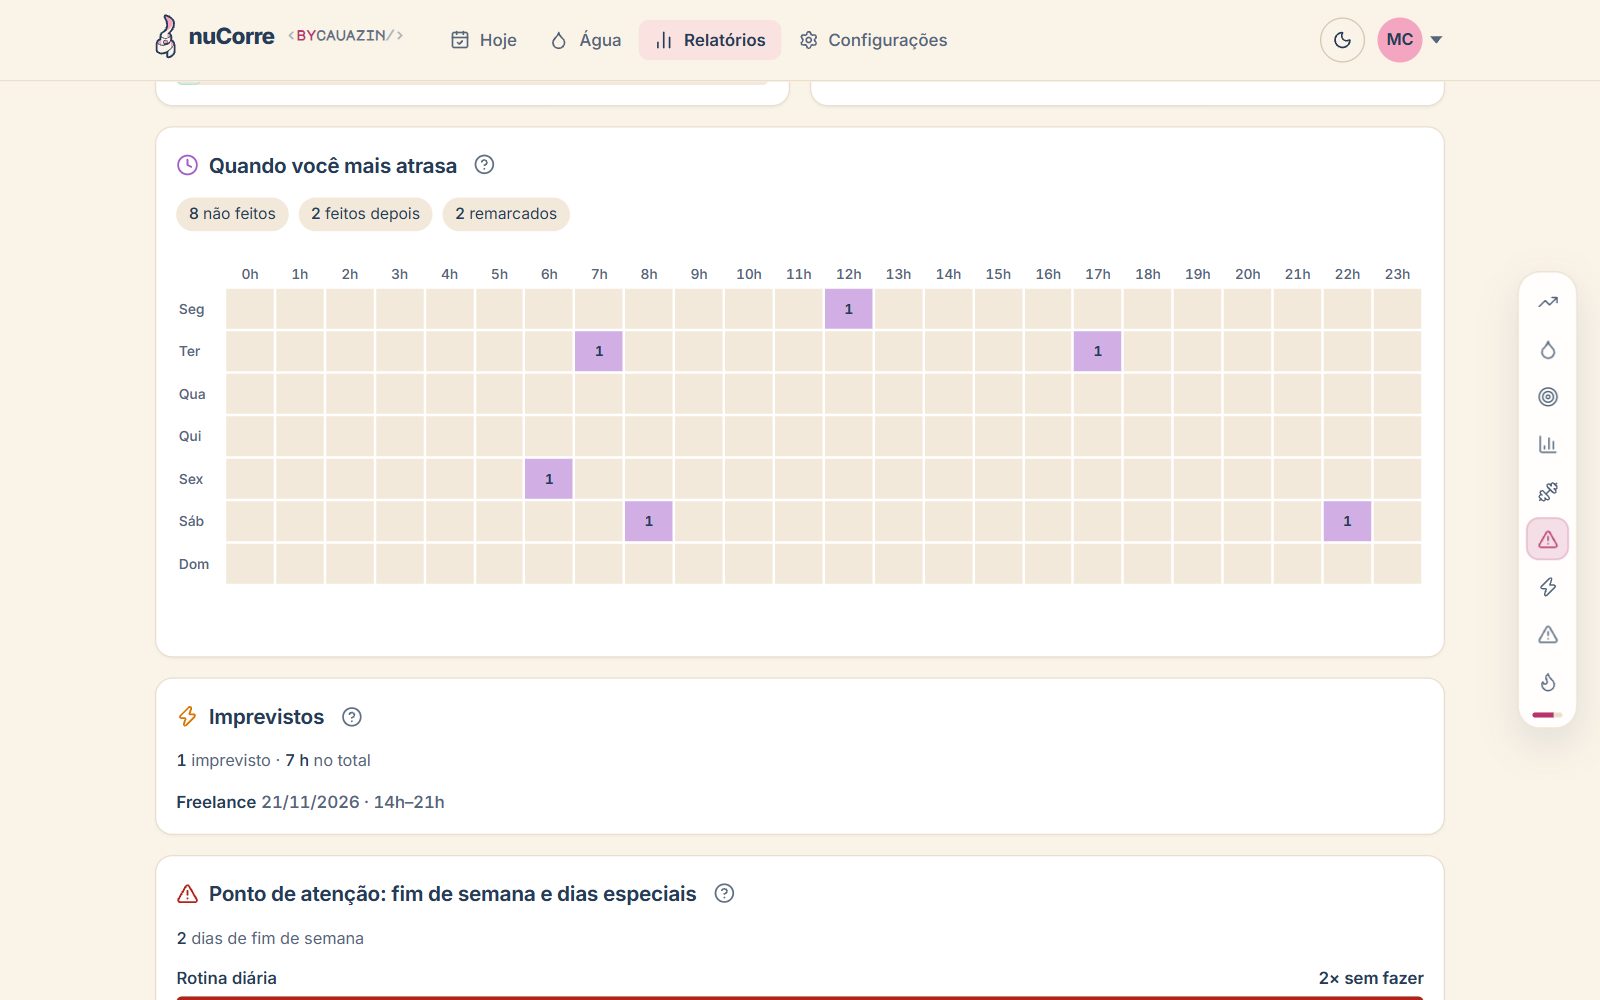 nuCorre <BYCAUAZIN/> Hoje Água Relatórios Configurações MC
Quando você mais atrasa
8 não feitos 2 feitos depois 2 remarcados
0h 1h 2h 3h 4h 5h 6h 7h 8h 9h 10h 11h 12h 13h 14h 15h 16h 17h 18h 19h 20h 21h 22h 23h
Seg 1
Ter 1 1
Qua
Qui
Sex 1
Sáb 1 1
Dom
Imprevistos
1 imprevisto · 7 h no total
Freelance 21/11/2026 · 14h–21h
Ponto de atenção: fim de semana e dias especiais
2 dias de fim de semana
Rotina diária 2× sem fazer